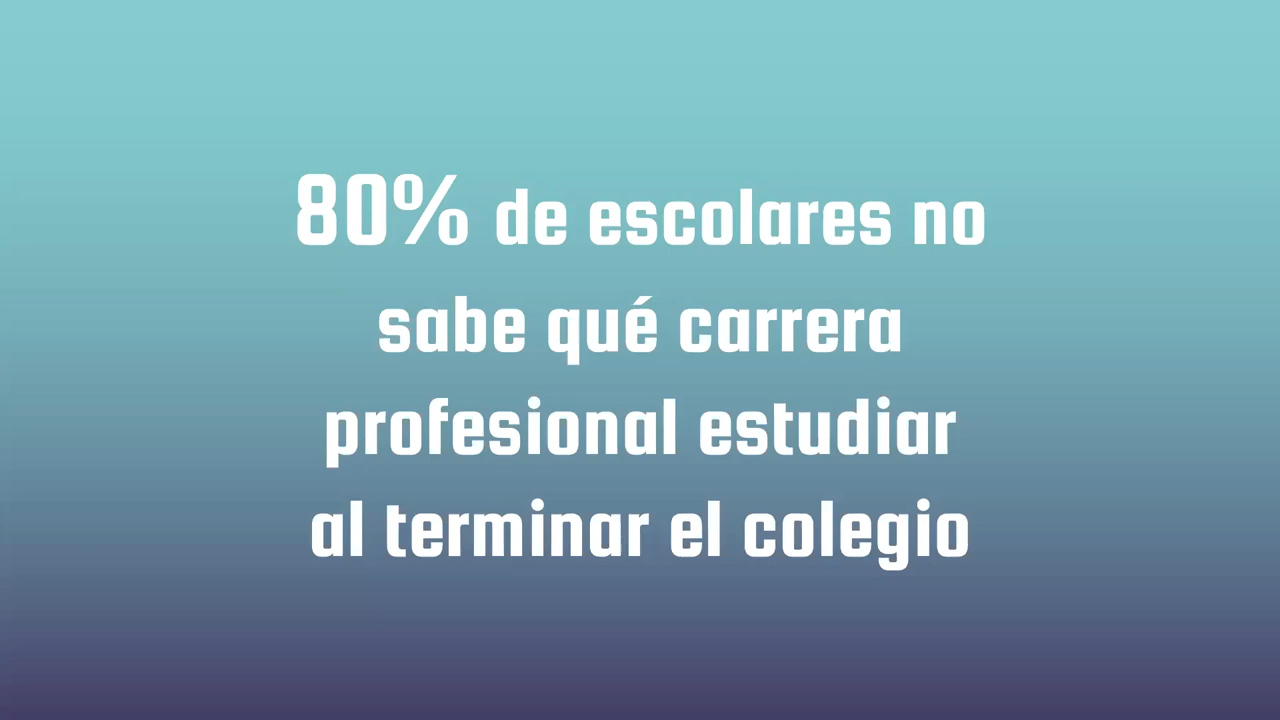 80% de escolares no
sabe qué carrera
profesional estudiar
al terminar el colegio